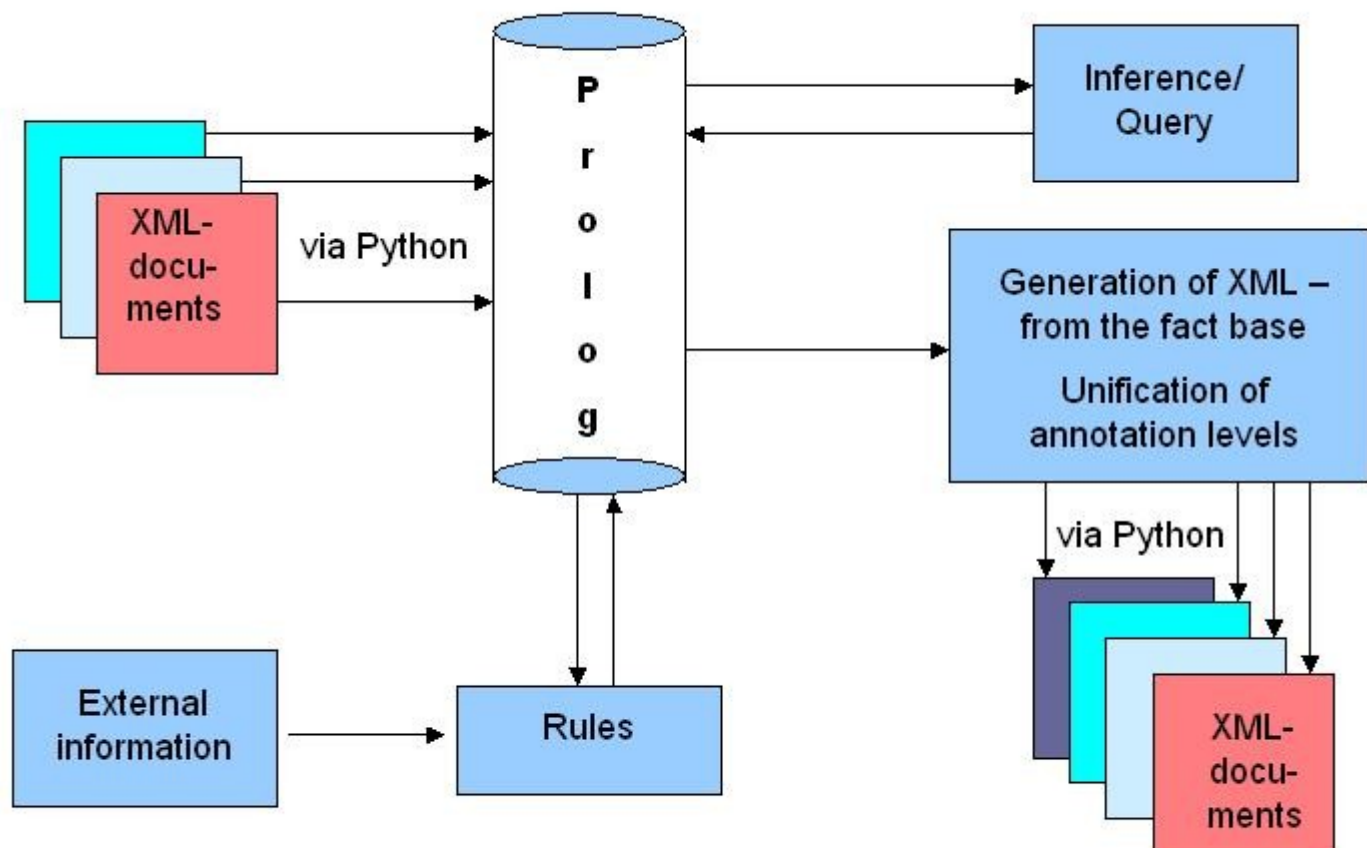 P
r
o
l
o
g
Inference/
Query
XML-
docu-
ments
via Python
Generation of XML –
from the fact base
Unification of
annotation levels
via Python
External
information
Rules
XML-
docu-
ments